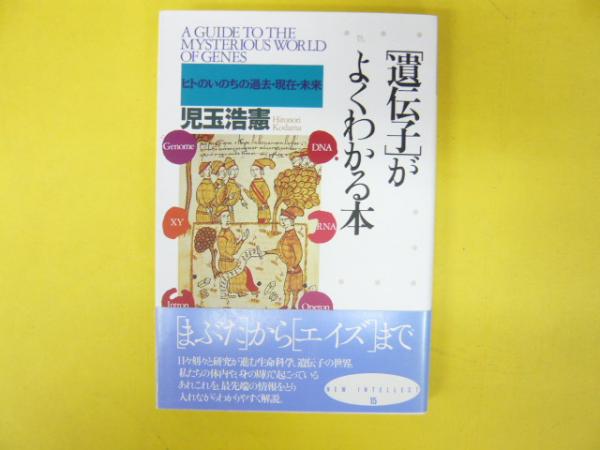 A GUIDE TO THE
MYSTERIOUS WORLD
OF GENES
ヒトのいのちの過去・現在・未来
児玉浩憲
Hironori
Kodama
[遺伝子]が
よくわかる本
Genome
DNA
XY
RNA
Intron
Operon
[まぶた]から[エイズ]まで
日々刻々と研究が進む生命科学、遺伝子の世界。
私たちの体内や、身の周りで起こっている
あれこれを、最先端の情報をとり
入れながらわかりやすく解説。
NEW INTELLECT
15